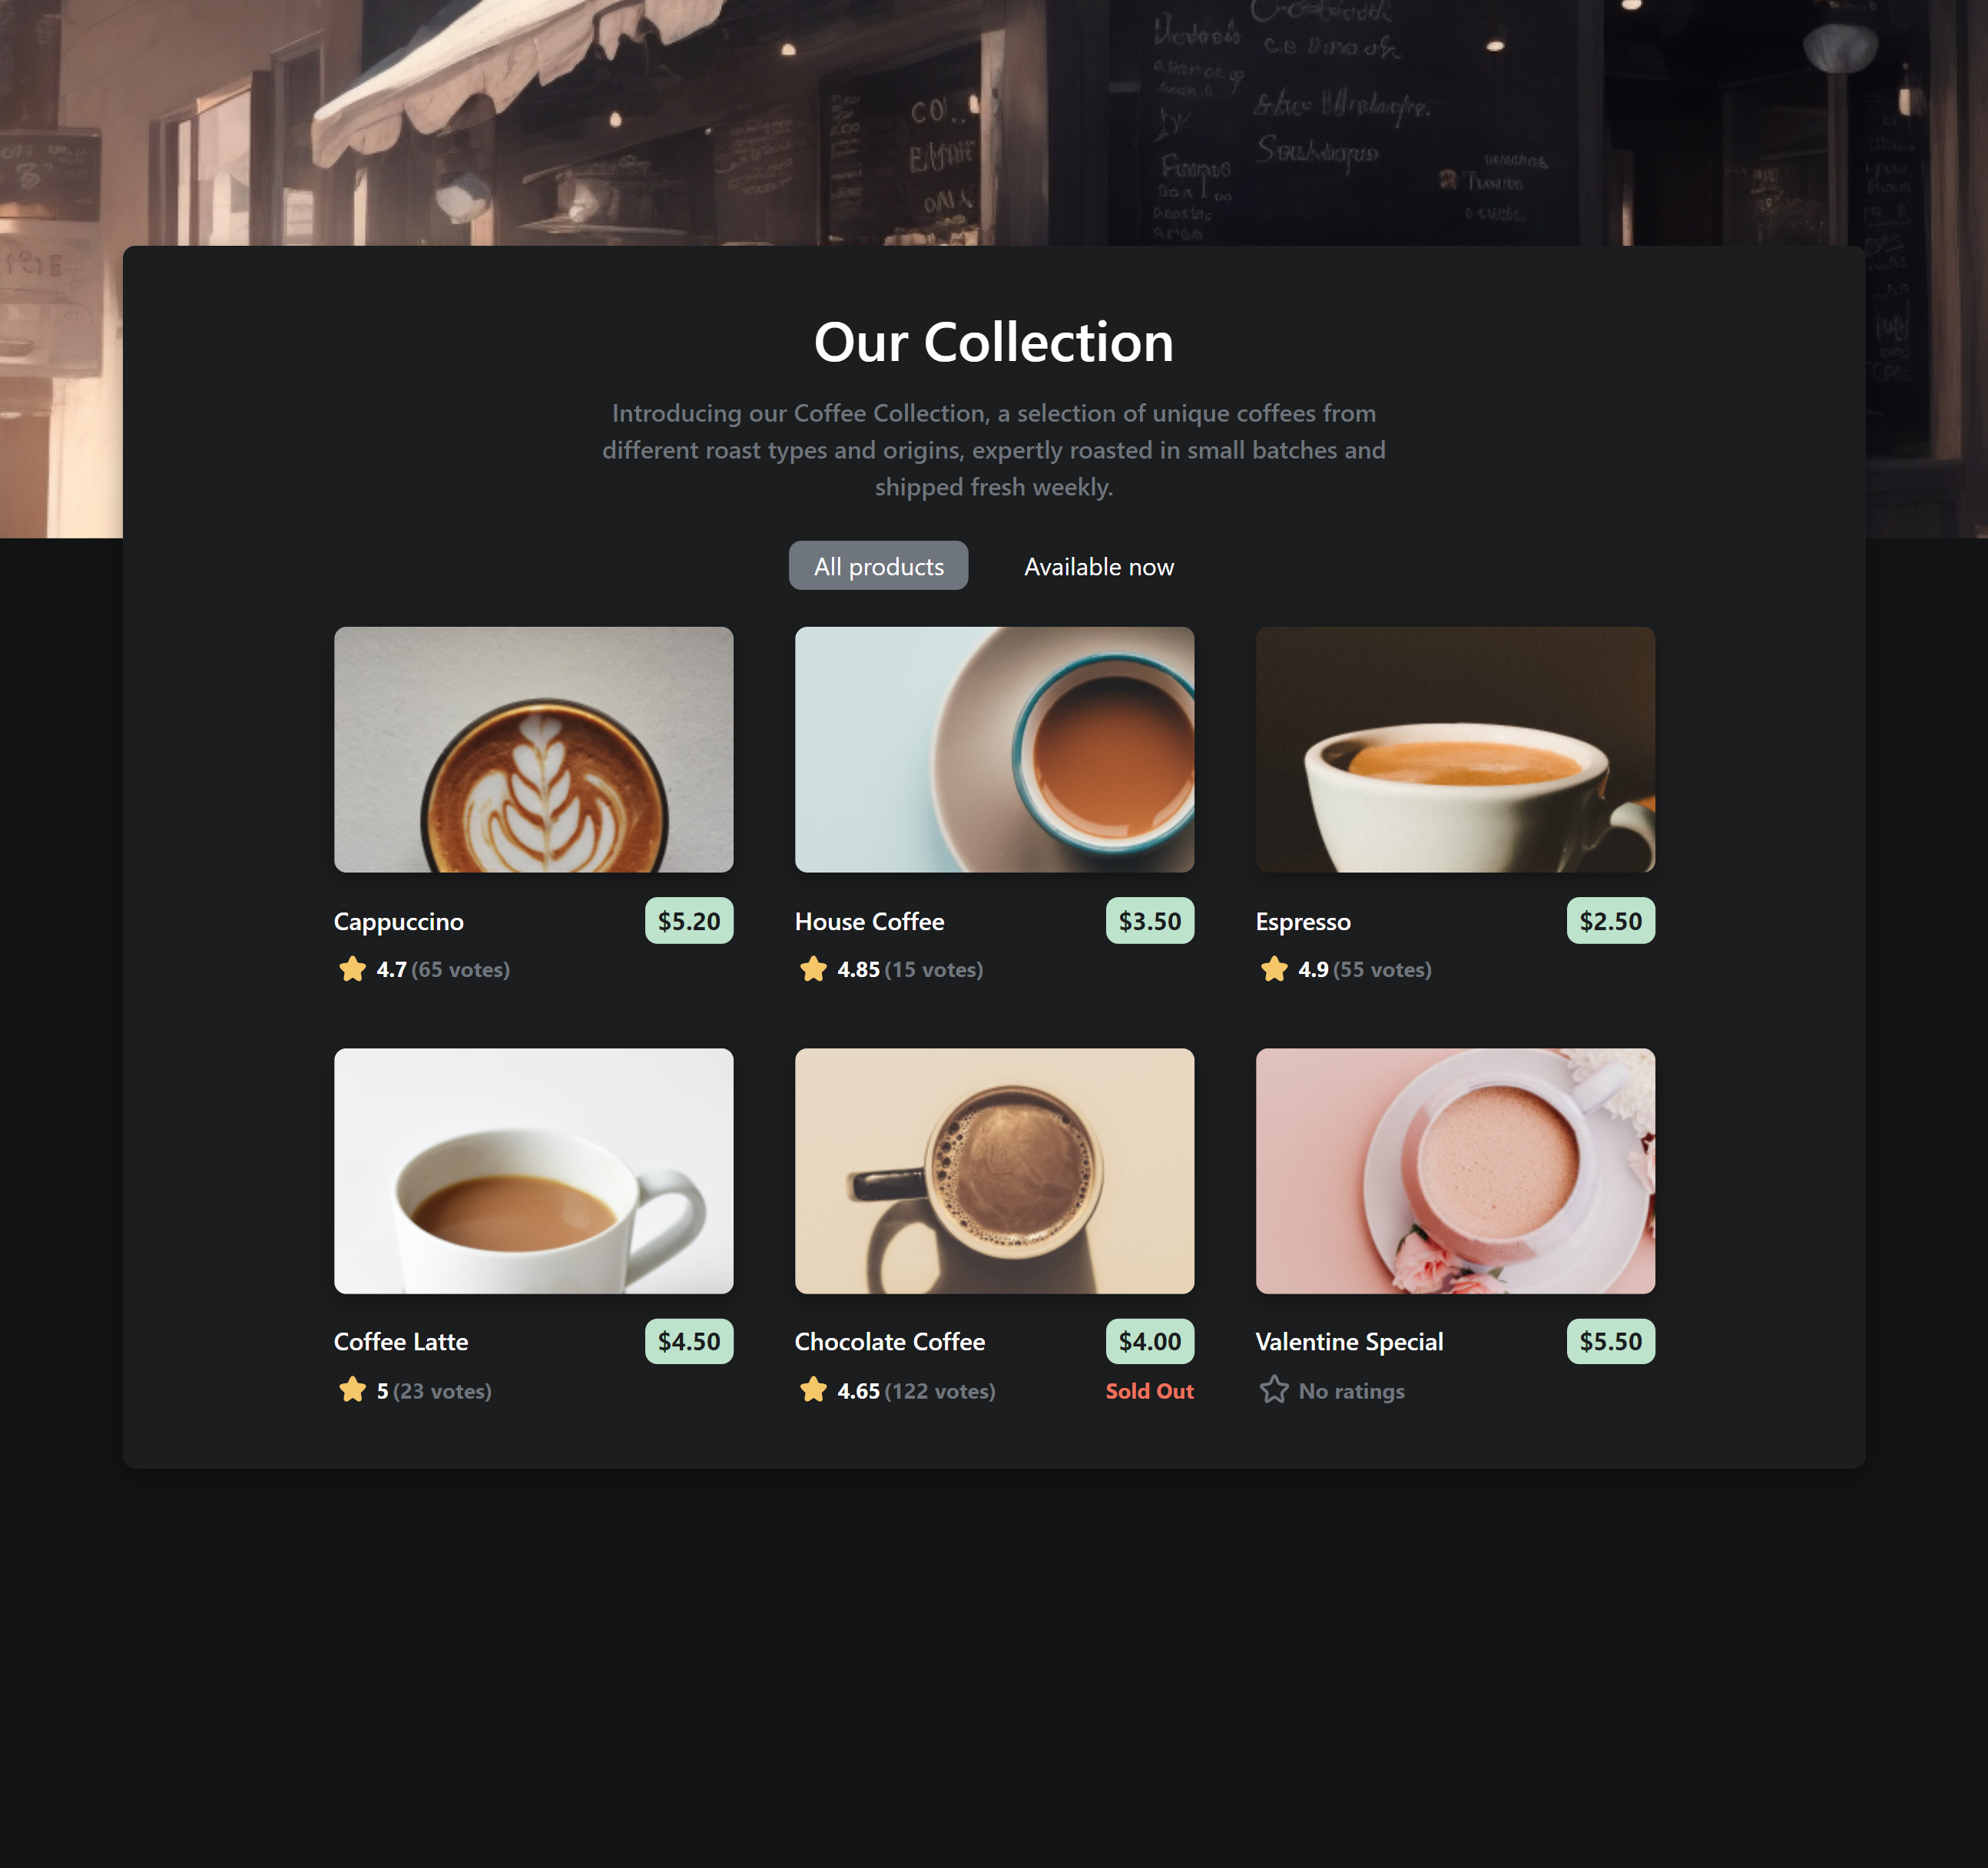 Our Collection
Introducing our Coffee Collection, a selection of unique coffees from
different roast types and origins, expertly roasted in small batches and
shipped fresh weekly.
All products Available now
Cappuccino $5.20
4.7 (65 votes)
House Coffee $3.50
4.85 (15 votes)
Espresso $2.50
4.9 (55 votes)
Coffee Latte $4.50
5 (23 votes)
Chocolate Coffee $4.00
4.65 (122 votes) Sold Out
Valentine Special $5.50
No ratings